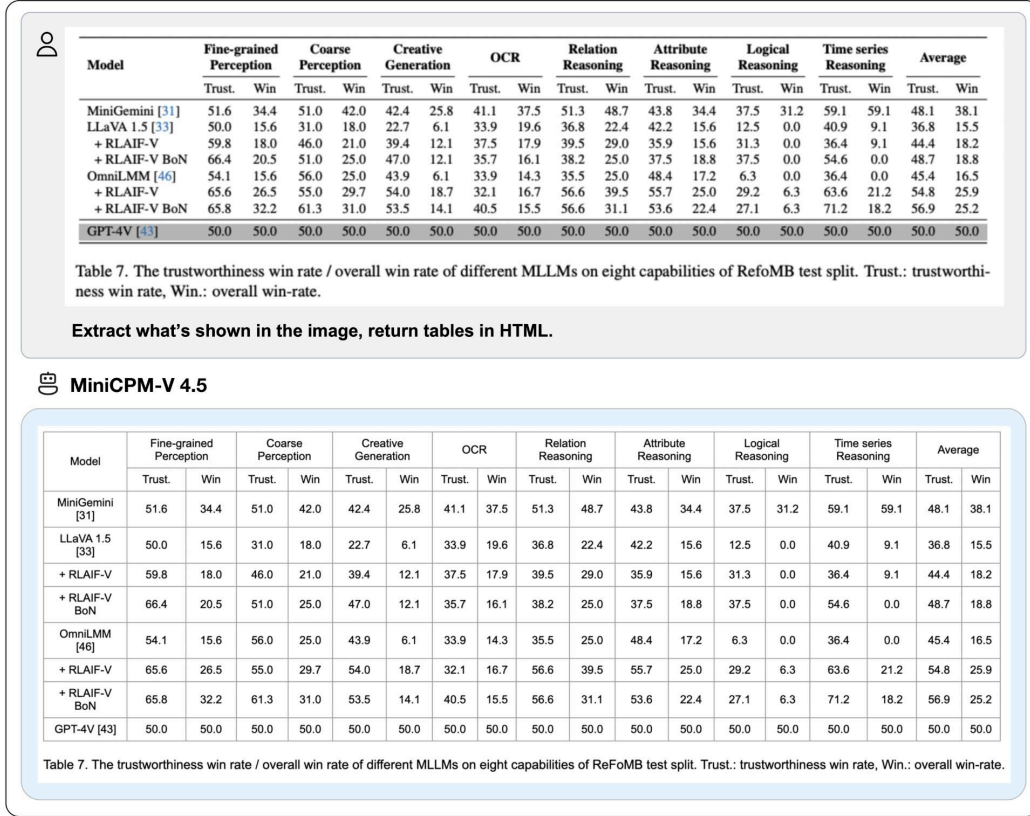 Model Fine-grained Perception Coarse Perception Creative Generation OCR Relation Reasoning Attribute Reasoning Logical Reasoning Time series Reasoning Average
Trust. Win Trust. Win Trust. Win Trust. Win Trust. Win Trust. Win Trust. Win Trust. Win Trust. Win
MiniGemini [31] 51.6 34.4 51.0 42.0 42.4 25.8 41.1 37.5 51.3 48.7 43.8 34.4 37.5 31.2 59.1 59.1 48.1 38.1
LLaVA 1.5 [33] 50.0 15.6 31.0 18.0 22.7 6.1 33.9 19.6 36.8 22.4 42.2 15.6 12.5 0.0 40.9 9.1 36.8 15.5
+ RLAIF-V 59.8 18.0 46.0 21.0 39.4 12.1 37.5 17.9 39.5 29.0 35.9 15.6 31.3 0.0 36.4 9.1 44.4 18.2
+ RLAIF-V BoN 66.4 20.5 51.0 25.0 47.0 12.1 35.7 16.1 38.2 25.0 37.5 18.8 37.5 0.0 54.6 0.0 48.7 18.8
OmniLMM [46] 54.1 15.6 56.0 25.0 43.9 6.1 33.9 14.3 35.5 25.0 48.4 17.2 6.3 0.0 36.4 0.0 45.4 16.5
+ RLAIF-V 65.6 26.5 55.0 29.7 54.0 18.7 32.1 16.7 56.6 39.5 55.7 25.0 29.2 6.3 63.6 21.2 54.8 25.9
+ RLAIF-V BoN 65.8 32.2 61.3 31.0 53.5 14.1 40.5 15.5 56.6 31.1 53.6 22.4 27.1 6.3 71.2 18.2 56.9 25.2
GPT-4V [43] 50.0 50.0 50.0 50.0 50.0 50.0 50.0 50.0 50.0 50.0 50.0 50.0 50.0 50.0 50.0 50.0 50.0 50.0
Table 7. The trustworthiness win rate / overall win rate of different MLLMs on eight capabilities of RefoMB test split. Trust.: trustworthi-
ness win rate, Win.: overall win-rate.
Extract what's shown in the image, return tables in HTML.
MiniCPM-V 4.5
Model Fine-grained Perception Coarse Perception Creative Generation OCR Relation Reasoning Attribute Reasoning Logical Reasoning Time series Reasoning Average
Trust. Win Trust. Win Trust. Win Trust. Win Trust. Win Trust. Win Trust. Win Trust. Win Trust. Win
MiniGemini [31] 51.6 34.4 51.0 42.0 42.4 25.8 41.1 37.5 51.3 48.7 43.8 34.4 37.5 31.2 59.1 59.1 48.1 38.1
LLaVA 1.5 [33] 50.0 15.6 31.0 18.0 22.7 6.1 33.9 19.6 36.8 22.4 42.2 15.6 12.5 0.0 40.9 9.1 36.8 15.5
+ RLAIF-V 59.8 18.0 46.0 21.0 39.4 12.1 37.5 17.9 39.5 29.0 35.9 15.6 31.3 0.0 36.4 9.1 44.4 18.2
+ RLAIF-V BoN 66.4 20.5 51.0 25.0 47.0 12.1 35.7 16.1 38.2 25.0 37.5 18.8 37.5 0.0 54.6 0.0 48.7 18.8
OmniLMM [46] 54.1 15.6 56.0 25.0 43.9 6.1 33.9 14.3 35.5 25.0 48.4 17.2 6.3 0.0 36.4 0.0 45.4 16.5
+ RLAIF-V 65.6 26.5 55.0 29.7 54.0 18.7 32.1 16.7 56.6 39.5 55.7 25.0 29.2 6.3 63.6 21.2 54.8 25.9
+ RLAIF-V BoN 65.8 32.2 61.3 31.0 53.5 14.1 40.5 15.5 56.6 31.1 53.6 22.4 27.1 6.3 71.2 18.2 56.9 25.2
GPT-4V [43] 50.0 50.0 50.0 50.0 50.0 50.0 50.0 50.0 50.0 50.0 50.0 50.0 50.0 50.0 50.0 50.0 50.0 50.0
Table 7. The trustworthiness win rate / overall win rate of different MLLMs on eight capabilities of ReFoMB test split. Trust.: trustworthiness win rate, Win.: overall win-rate.